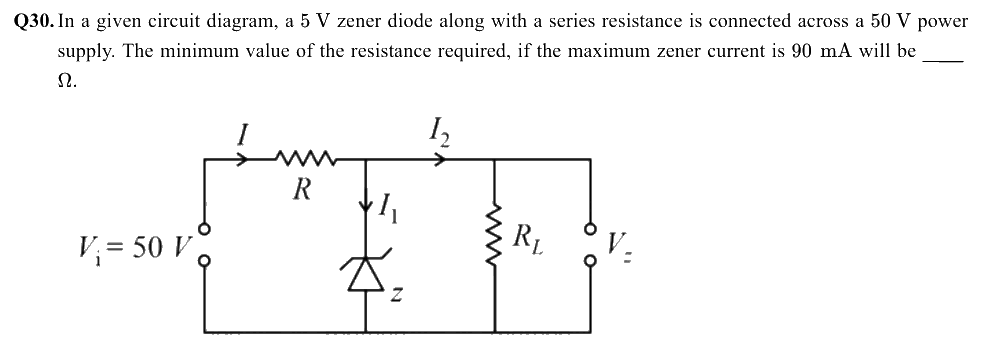 Q30. In a given circuit diagram, a 5 V zener diode along with a series resistance is connected across a 50 V power
supply. The minimum value of the resistance required, if the maximum zener current is 90 mA will be ____
Ω.
I
I₂
R
I₁
Vᵢ = 50 V
R_L
V_z
z